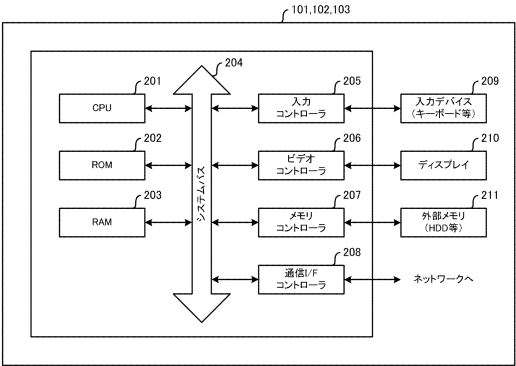 101,102,103
201
CPU
202
ROM
203
RAM
204
システムバス
205
入力
コントローラ
206
ビデオ
コントローラ
207
メモリ
コントローラ
208
通信I/F
コントローラ
209
入力デバイス
(キーボード等)
210
ディスプレイ
211
外部メモリ
(HDD等)
ネットワークへ